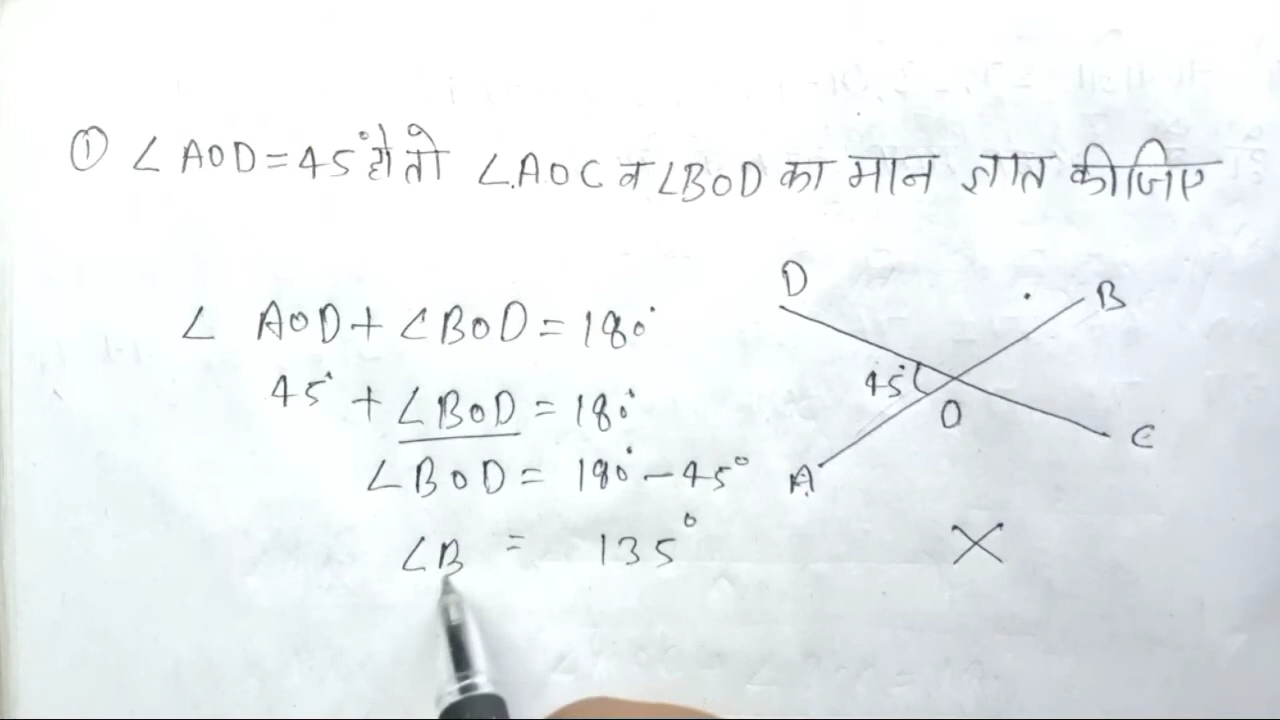 ① ∠AOD=45° हो तो ∠AOC व ∠BOD का मान ज्ञात कीजिए
∠ AOD + ∠BOD = 180°
45° + ∠BOD = 180°
∠BOD = 180° - 45°
∠B = 135°
D
B
45°
O
C
A